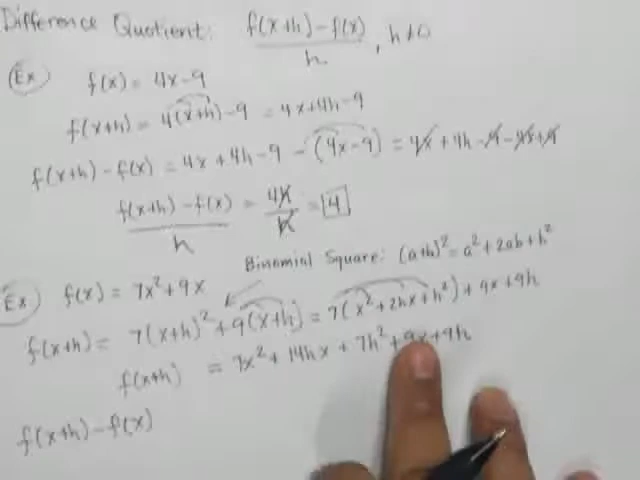 Difference Quotient: f(x+h)-f(x) / h , h≠0
Ex f(x) = 4x-9
f(x+h) = 4(x+h)-9 = 4x+4h-9
f(x+h)-f(x) = 4x+4h-9 -(4x-9) = 4x+4h-9-4x+9
f(x+h)-f(x) / h = 4h / h = 4
Binomial Square: (a+b)² = a²+2ab+b²
Ex f(x) = 7x²+9x
f(x+h) = 7(x+h)²+9(x+h) = 7(x²+2hx+h²)+9x+9h
f(x+h) = 7x²+14hx+7h²+9x+9h
f(x+h)-f(x)